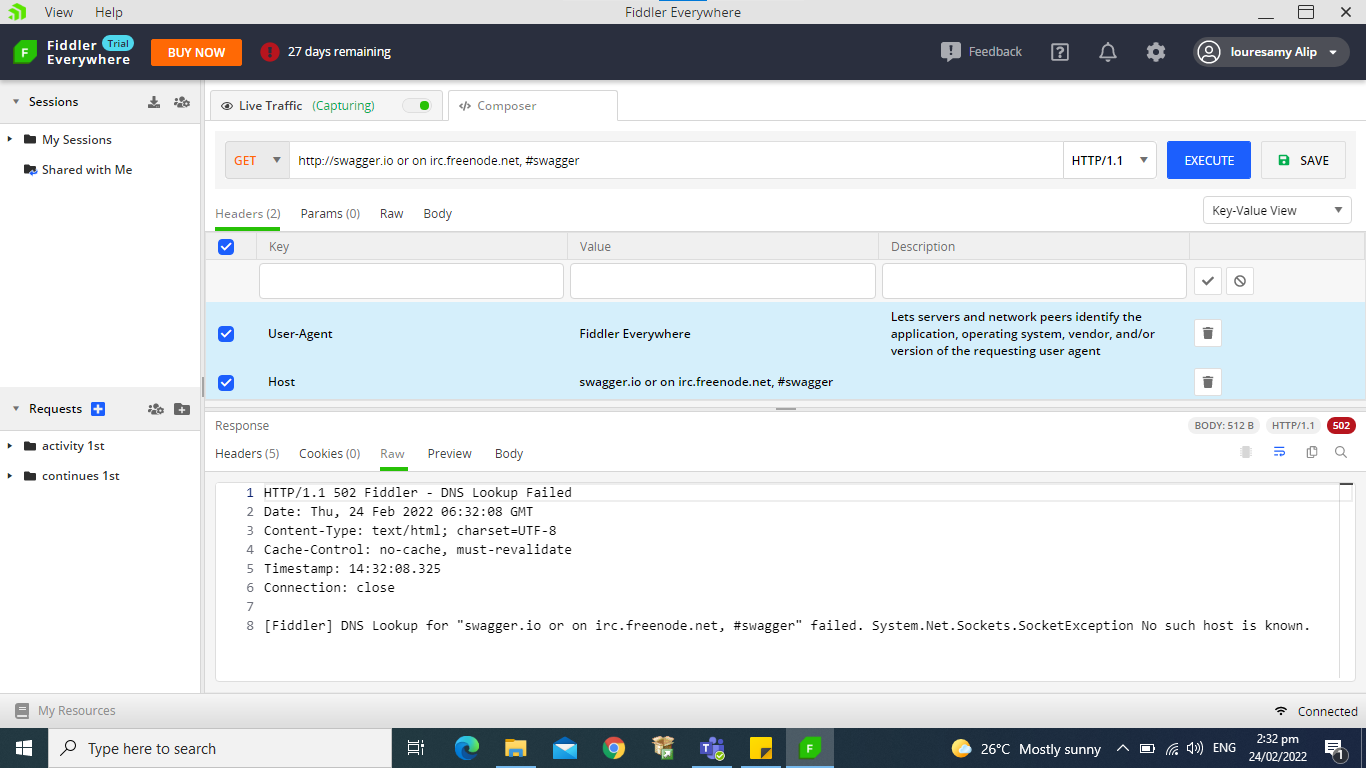 View Help Fiddler Everywhere
F Fiddler Everywhere Trial BUY NOW 27 days remaining Feedback louresamy Alip
Sessions
My Sessions
Shared with Me
Requests
activity 1st
continues 1st
Live Traffic (Capturing) Composer
GET http://swagger.io or on irc.freenode.net, #swagger HTTP/1.1 EXECUTE SAVE
Headers (2) Params (0) Raw Body Key-Value View
Key Value Description
User-Agent Fiddler Everywhere Lets servers and network peers identify the
application, operating system, vendor, and/or
version of the requesting user agent
Host swagger.io or on irc.freenode.net, #swagger
Response BODY: 512 B HTTP/1.1 502
Headers (5) Cookies (0) Raw Preview Body
1 HTTP/1.1 502 Fiddler - DNS Lookup Failed
2 Date: Thu, 24 Feb 2022 06:32:08 GMT
3 Content-Type: text/html; charset=UTF-8
4 Cache-Control: no-cache, must-revalidate
5 Timestamp: 14:32:08.325
6 Connection: close
7
8 [Fiddler] DNS Lookup for "swagger.io or on irc.freenode.net, #swagger" failed. System.Net.Sockets.SocketException No such host is known.
My Resources Connected
Type here to search 26°C Mostly sunny ENG 2:32 pm
24/02/2022 1